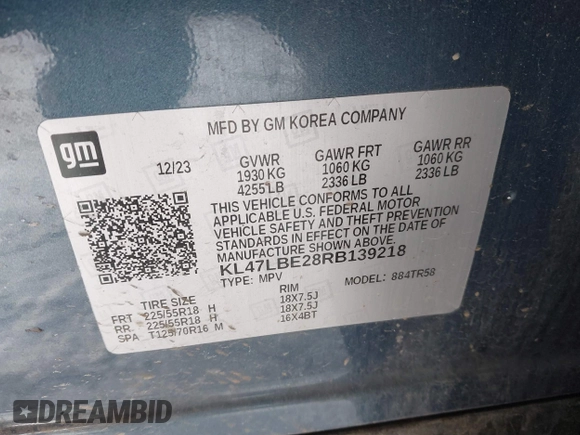 MFD BY GM KOREA COMPANY
gm
12/23
GVWR GAWR FRT GAWR RR
1930 KG 1060 KG 1060 KG
4255 LB 2336 LB 2336 LB
THIS VEHICLE CONFORMS TO ALL
APPLICABLE U.S. FEDERAL MOTOR
VEHICLE SAFETY AND THEFT PREVENTION
STANDARDS IN EFFECT ON THE DATE OF
MANUFACTURE SHOWN ABOVE.
KL47LBE28RB139218
TYPE: MPV MODEL: 884TR58
TIRE SIZE RIM
FRT 225/55R18 H 18X7.5J
RR 225/55R18 H 18X7.5J
SPA T125/70R16 M 16X4BT
DREAMBID